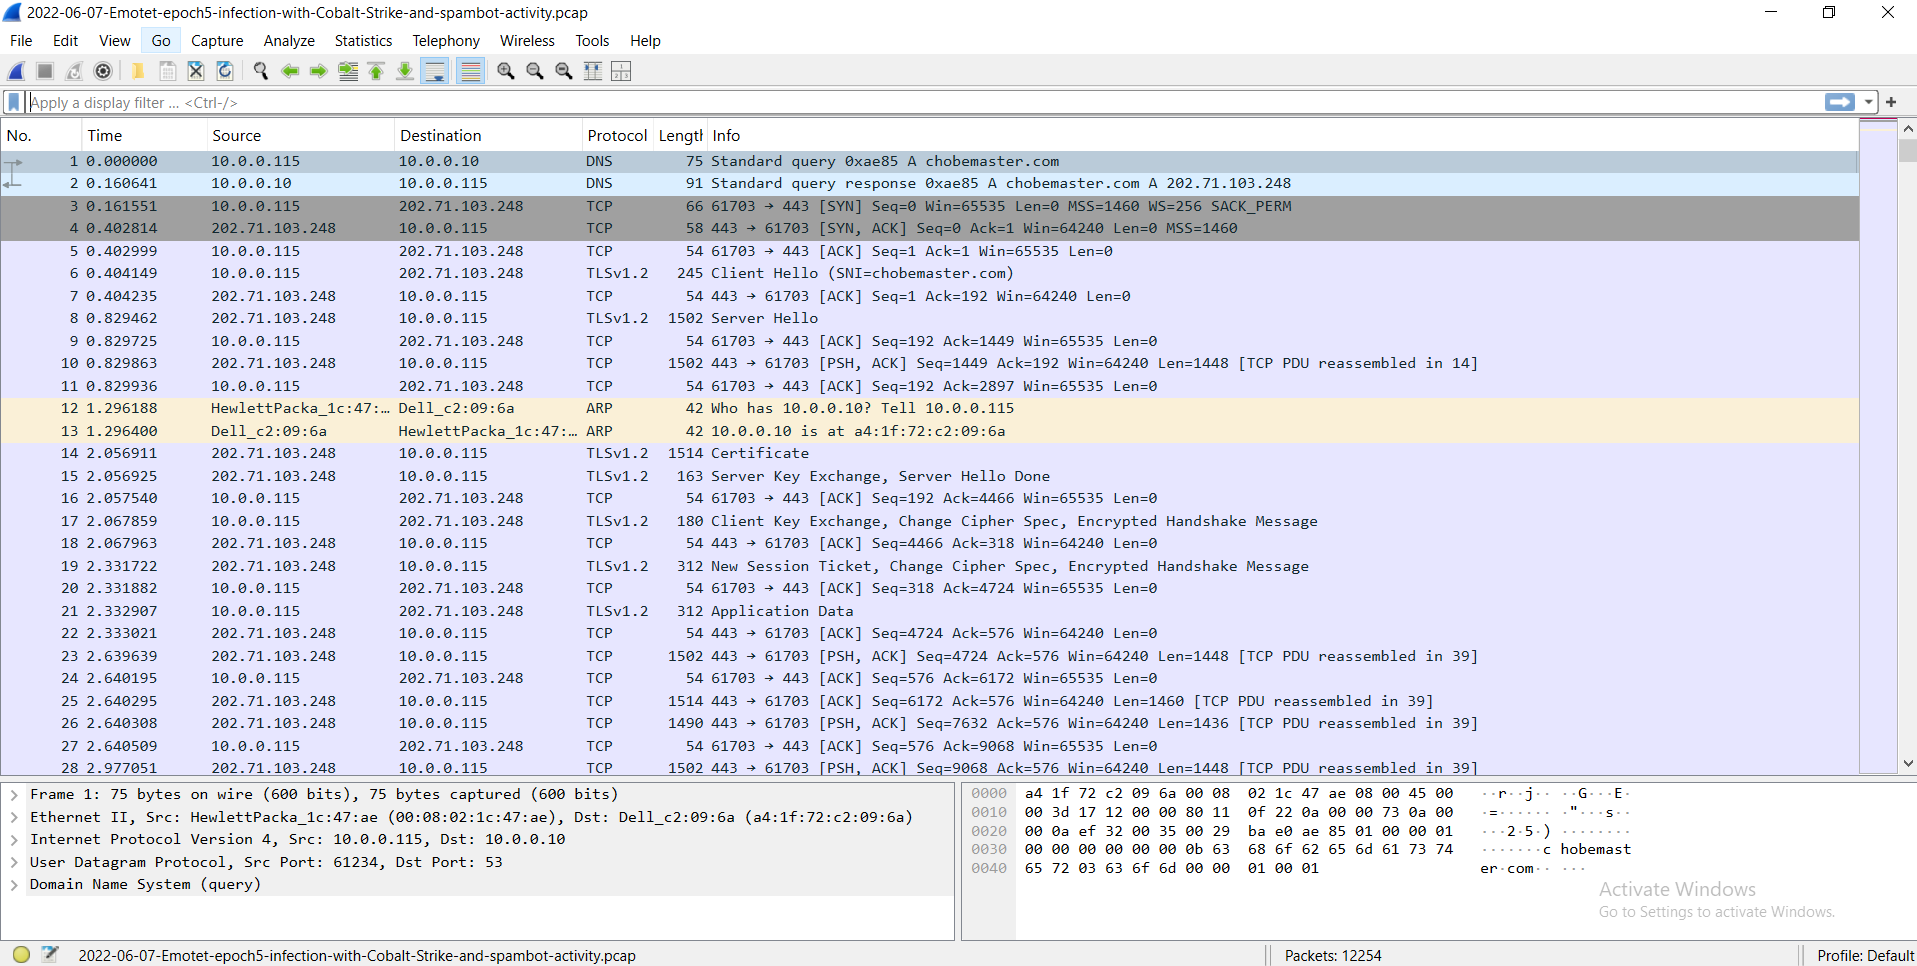 2022-06-07-Emotet-epoch5-infection-with-Cobalt-Strike-and-spambot-activity.pcap
File Edit View Go Capture Analyze Statistics Telephony Wireless Tools Help
Apply a display filter ... <Ctrl-/>
No. Time Source Destination Protocol Length Info
1 0.000000 10.0.0.115 10.0.0.10 DNS 75 Standard query 0xae85 A chobemaster.com
2 0.160641 10.0.0.10 10.0.0.115 DNS 91 Standard query response 0xae85 A chobemaster.com A 202.71.103.248
3 0.161551 10.0.0.115 202.71.103.248 TCP 66 61703 → 443 [SYN] Seq=0 Win=65535 Len=0 MSS=1460 WS=256 SACK_PERM
4 0.402814 202.71.103.248 10.0.0.115 TCP 58 443 → 61703 [SYN, ACK] Seq=0 Ack=1 Win=64240 Len=0 MSS=1460
5 0.402999 10.0.0.115 202.71.103.248 TCP 54 61703 → 443 [ACK] Seq=1 Ack=1 Win=65535 Len=0
6 0.404149 10.0.0.115 202.71.103.248 TLSv1.2 245 Client Hello (SNI=chobemaster.com)
7 0.404235 202.71.103.248 10.0.0.115 TCP 54 443 → 61703 [ACK] Seq=1 Ack=192 Win=64240 Len=0
8 0.829462 202.71.103.248 10.0.0.115 TLSv1.2 1502 Server Hello
9 0.829725 10.0.0.115 202.71.103.248 TCP 54 61703 → 443 [ACK] Seq=192 Ack=1449 Win=65535 Len=0
10 0.829863 202.71.103.248 10.0.0.115 TCP 1502 443 → 61703 [PSH, ACK] Seq=1449 Ack=192 Win=64240 Len=1448 [TCP PDU reassembled in 14]
11 0.829936 10.0.0.115 202.71.103.248 TCP 54 61703 → 443 [ACK] Seq=192 Ack=2897 Win=65535 Len=0
12 1.296188 HewlettPacka_1c:47:… Dell_c2:09:6a ARP 42 Who has 10.0.0.10? Tell 10.0.0.115
13 1.296400 Dell_c2:09:6a HewlettPacka_1c:47:… ARP 42 10.0.0.10 is at a4:1f:72:c2:09:6a
14 2.056911 202.71.103.248 10.0.0.115 TLSv1.2 1514 Certificate
15 2.056925 202.71.103.248 10.0.0.115 TLSv1.2 163 Server Key Exchange, Server Hello Done
16 2.057540 10.0.0.115 202.71.103.248 TCP 54 61703 → 443 [ACK] Seq=192 Ack=4466 Win=65535 Len=0
17 2.067859 10.0.0.115 202.71.103.248 TLSv1.2 180 Client Key Exchange, Change Cipher Spec, Encrypted Handshake Message
18 2.067963 202.71.103.248 10.0.0.115 TCP 54 443 → 61703 [ACK] Seq=4466 Ack=318 Win=64240 Len=0
19 2.331722 202.71.103.248 10.0.0.115 TLSv1.2 312 New Session Ticket, Change Cipher Spec, Encrypted Handshake Message
20 2.331882 10.0.0.115 202.71.103.248 TCP 54 61703 → 443 [ACK] Seq=318 Ack=4724 Win=65535 Len=0
21 2.332907 10.0.0.115 202.71.103.248 TLSv1.2 312 Application Data
22 2.333021 202.71.103.248 10.0.0.115 TCP 54 443 → 61703 [ACK] Seq=4724 Ack=576 Win=64240 Len=0
23 2.639639 202.71.103.248 10.0.0.115 TCP 1502 443 → 61703 [PSH, ACK] Seq=4724 Ack=576 Win=64240 Len=1448 [TCP PDU reassembled in 39]
24 2.640195 10.0.0.115 202.71.103.248 TCP 54 61703 → 443 [ACK] Seq=576 Ack=6172 Win=65535 Len=0
25 2.640295 202.71.103.248 10.0.0.115 TCP 1514 443 → 61703 [ACK] Seq=6172 Ack=576 Win=64240 Len=1460 [TCP PDU reassembled in 39]
26 2.640308 202.71.103.248 10.0.0.115 TCP 1490 443 → 61703 [PSH, ACK] Seq=7632 Ack=576 Win=64240 Len=1436 [TCP PDU reassembled in 39]
27 2.640509 10.0.0.115 202.71.103.248 TCP 54 61703 → 443 [ACK] Seq=576 Ack=9068 Win=65535 Len=0
28 2.977051 202.71.103.248 10.0.0.115 TCP 1502 443 → 61703 [PSH, ACK] Seq=9068 Ack=576 Win=64240 Len=1448 [TCP PDU reassembled in 39]
Frame 1: 75 bytes on wire (600 bits), 75 bytes captured (600 bits)
Ethernet II, Src: HewlettPacka_1c:47:ae (00:08:02:1c:47:ae), Dst: Dell_c2:09:6a (a4:1f:72:c2:09:6a)
Internet Protocol Version 4, Src: 10.0.0.115, Dst: 10.0.0.10
User Datagram Protocol, Src Port: 61234, Dst Port: 53
Domain Name System (query)
0000 a4 1f 72 c2 09 6a 00 08 02 1c 47 ae 08 00 45 00 ··r··j·· ··G···E·
0010 00 3d 17 12 00 00 80 11 0f 22 0a 00 00 73 0a 00 ·=······ ·"···s··
0020 00 0a ef 32 00 35 00 29 ba e0 ae 85 01 00 00 01 ···2·5·) ········
0030 00 00 00 00 00 00 0b 63 68 6f 62 65 6d 61 73 74 ·······c hobemast
0040 65 72 03 63 6f 6d 00 00 01 00 01 er·com·· ···
Activate Windows
Go to Settings to activate Windows.
2022-06-07-Emotet-epoch5-infection-with-Cobalt-Strike-and-spambot-activity.pcap Packets: 12254 Profile: Default